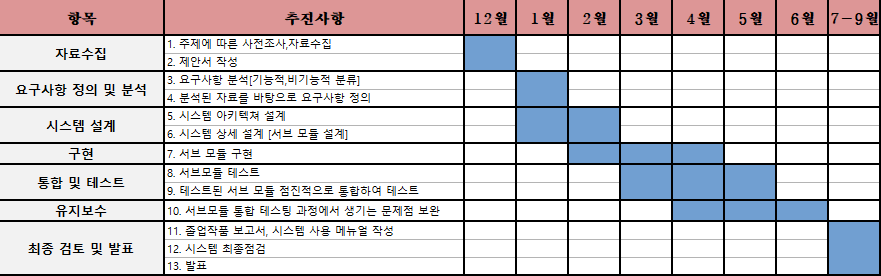 항목 추진사항 12월 1월 2월 3월 4월 5월 6월 7-9월
자료수집
1. 주제에 따른 사전조사,자료수집
2. 제안서 작성
요구사항 정의 및 분석
3. 요구사항 분석[기능적,비기능적 분류]
4. 분석된 자료를 바탕으로 요구사항 정의
시스템 설계
5. 시스템 아키텍쳐 설계
6. 시스템 상세 설계 [서브 모듈 설계]
구현
7. 서브 모듈 구현
통합 및 테스트
8. 서브모듈 테스트
9. 테스트된 서브 모듈 점진적으로 통합하여 테스트
유지보수
10. 서브모듈 통합 테스팅 과정에서 생기는 문제점 보완
최종 검토 및 발표
11. 졸업작품 보고서, 시스템 사용 메뉴얼 작성
12. 시스템 최종점검
13. 발표